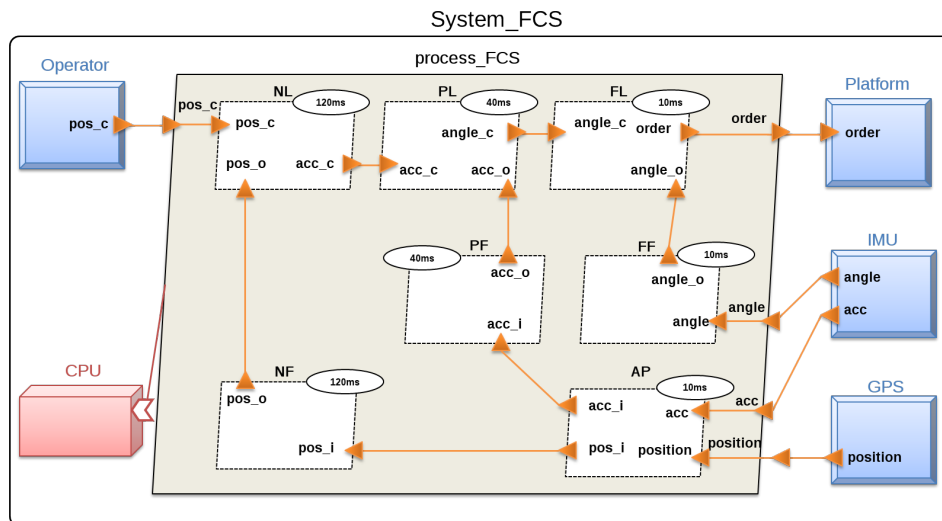 System_FCS
process_FCS
Operator
pos_c
pos_c
NL
120ms
pos_c
pos_o
acc_c
PL
40ms
angle_c
acc_c
acc_o
FL
10ms
angle_c
order
angle_o
order
Platform
order
PF
40ms
acc_o
acc_i
FF
10ms
angle_o
angle
angle
IMU
angle
acc
CPU
NF
120ms
pos_o
pos_i
AP
10ms
acc_i
acc
pos_i
position
acc
position
GPS
position